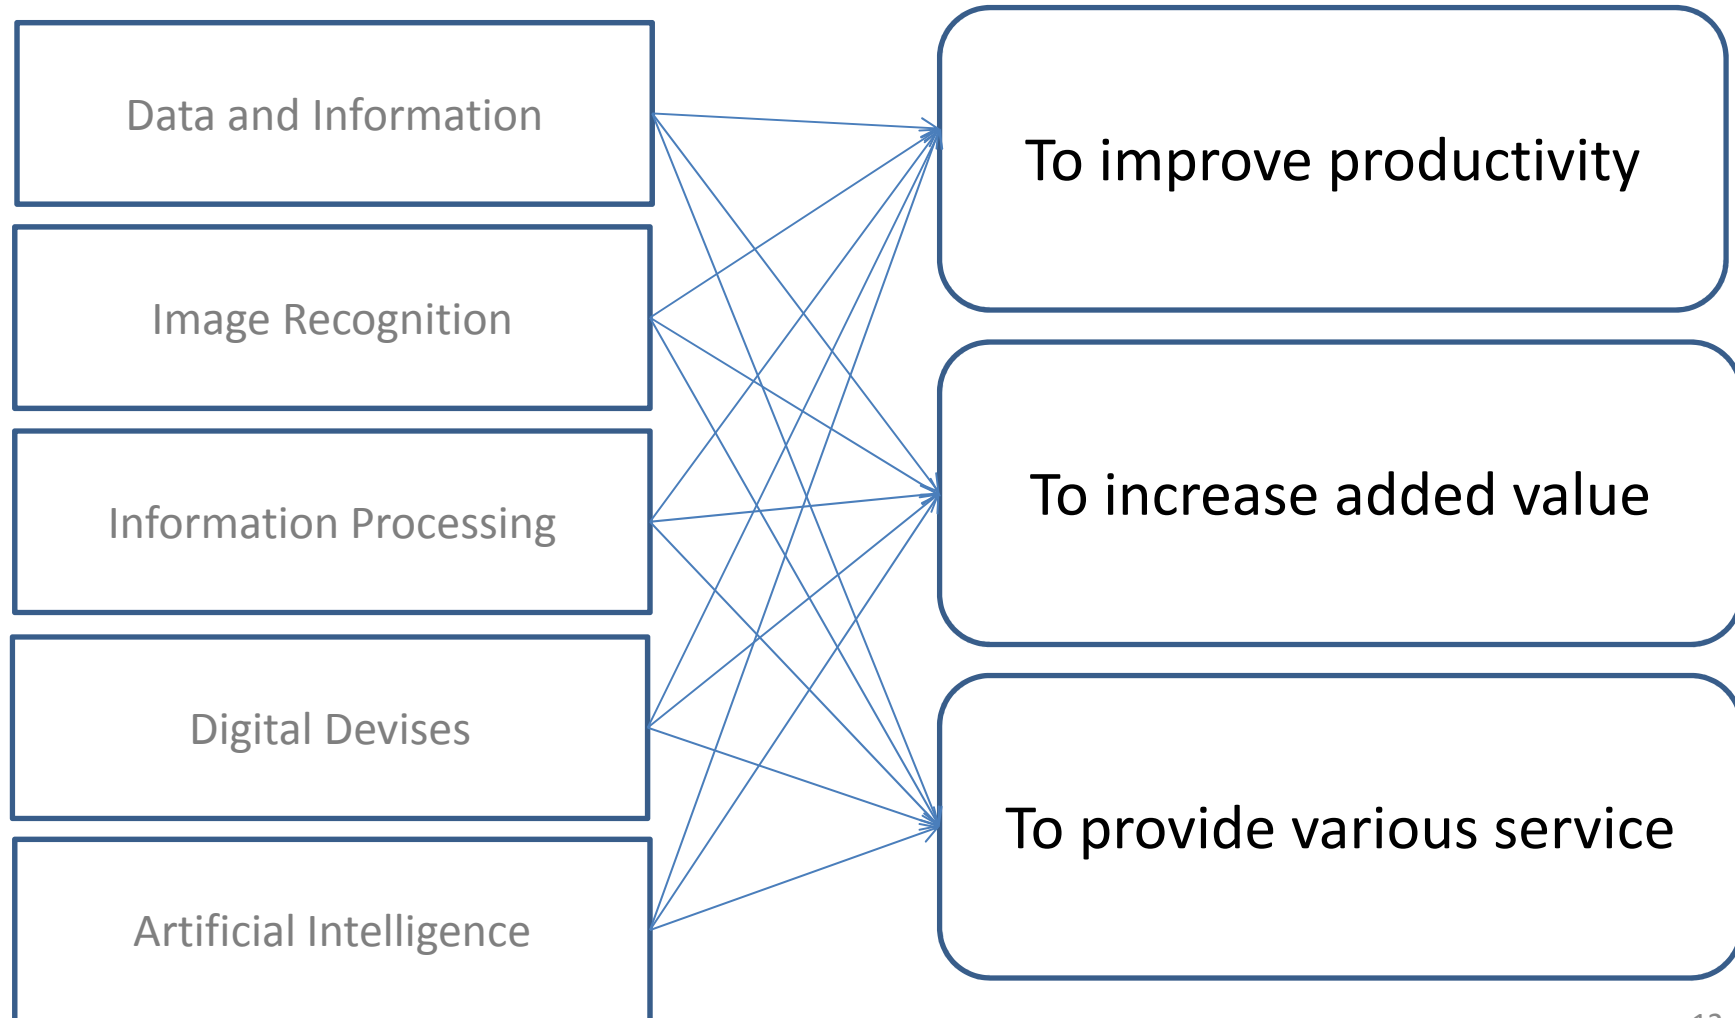 Data and Information
To improve productivity
Image Recognition
To increase added value
Information Processing
Digital Devises
To provide various service
Artificial Intelligence